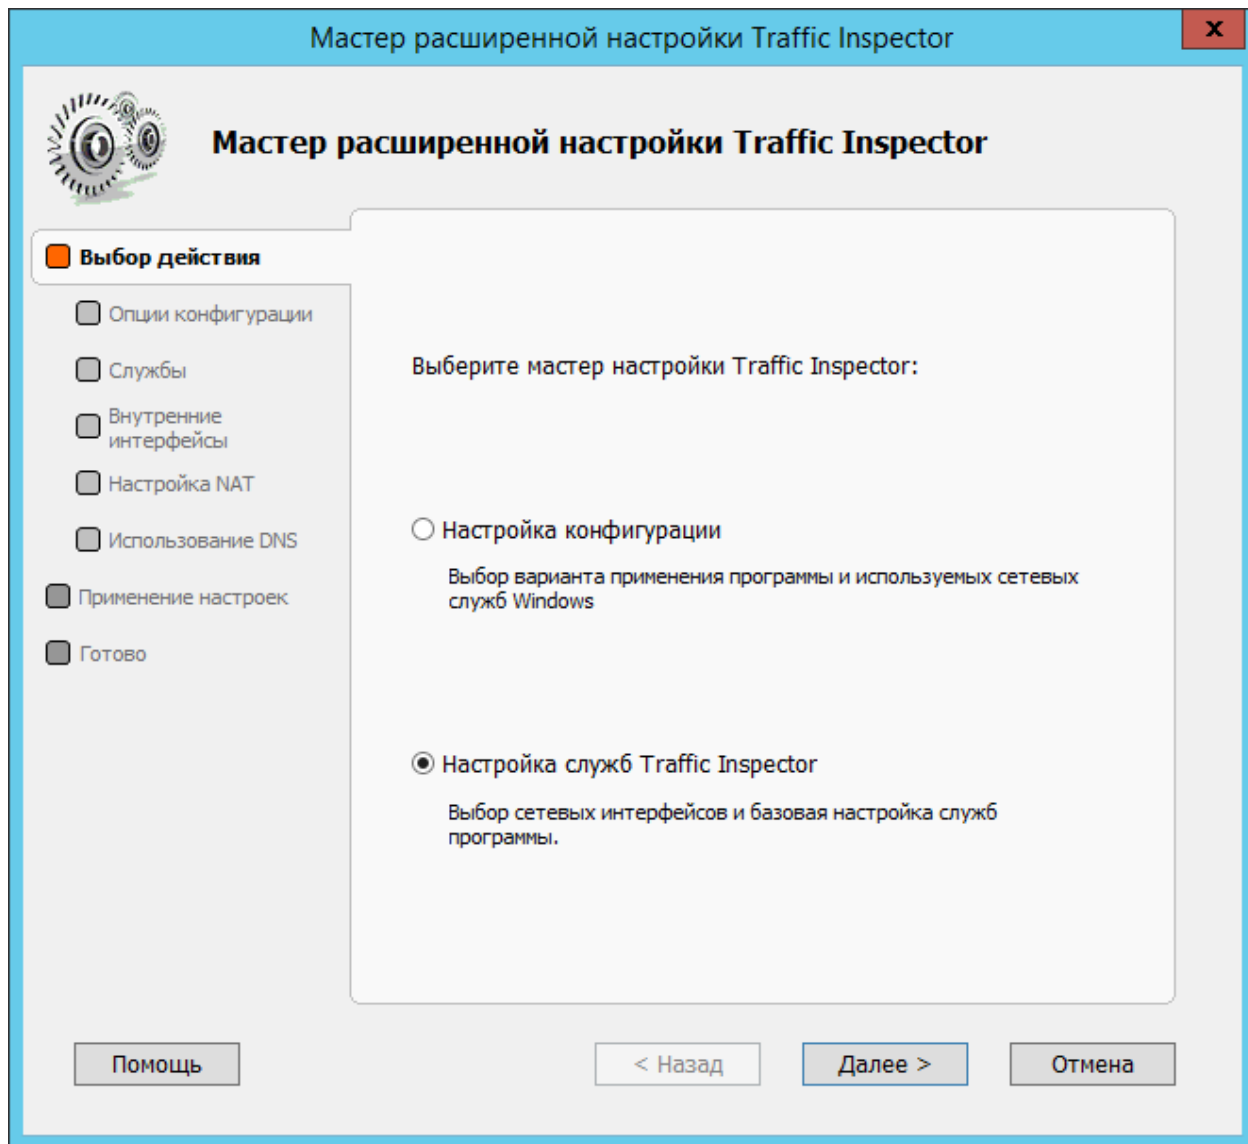 Мастер расширенной настройки Traffic Inspector
x
Мастер расширенной настройки Traffic Inspector
Выбор действия
Опции конфигурации
Службы
Внутренние
интерфейсы
Настройка NAT
Использование DNS
Применение настроек
Готово
Выберите мастер настройки Traffic Inspector:
Настройка конфигурации
Выбор варианта применения программы и используемых сетевых
служб Windows
Настройка служб Traffic Inspector
Выбор сетевых интерфейсов и базовая настройка служб
программы.
Помощь
< Назад
Далее >
Отмена